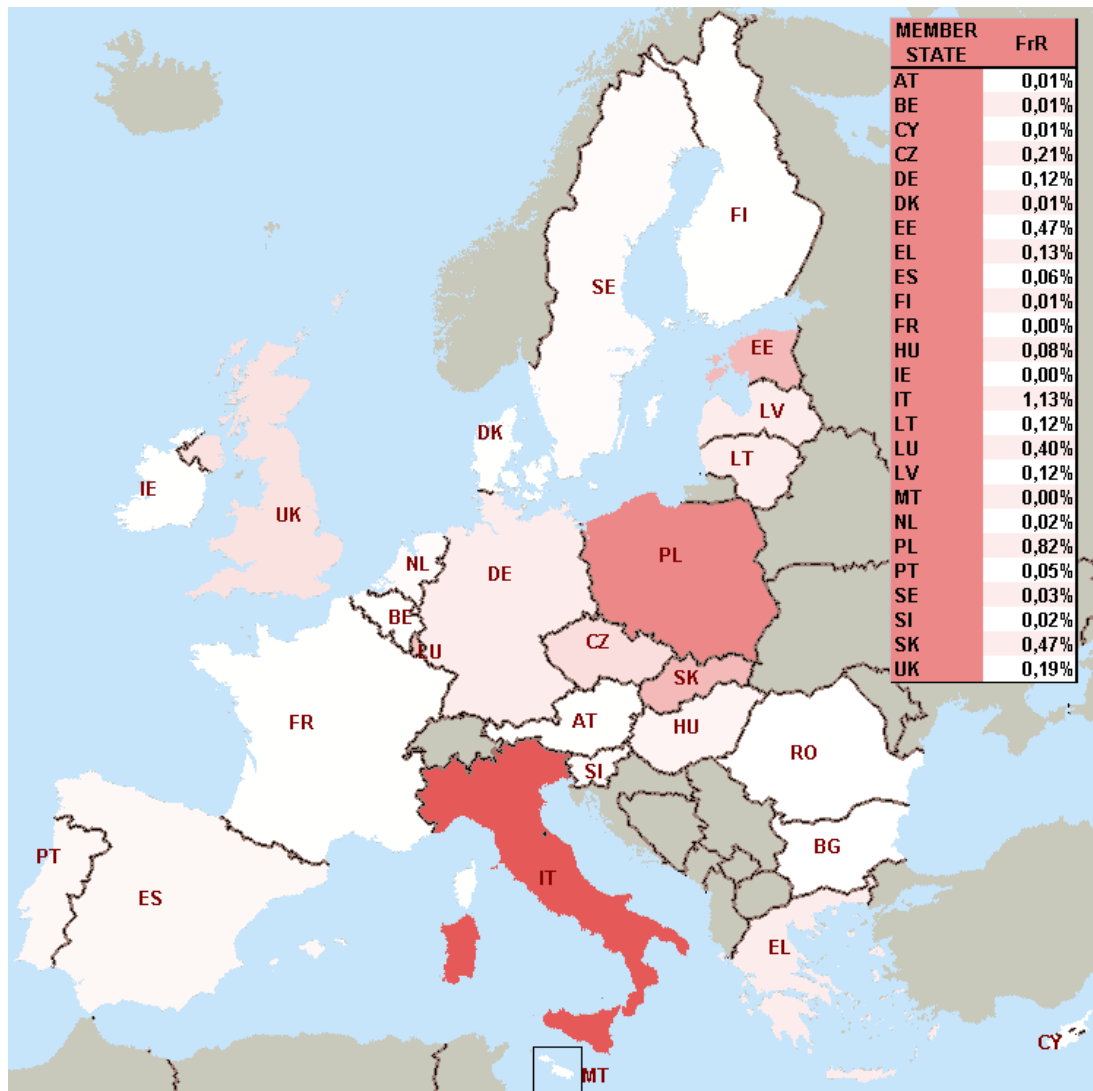 MEMBER STATE FrR
AT 0,01%
BE 0,01%
CY 0,01%
CZ 0,21%
DE 0,12%
DK 0,01%
EE 0,47%
EL 0,13%
ES 0,06%
FI 0,01%
FR 0,00%
HU 0,08%
IE 0,00%
IT 1,13%
LT 0,12%
LU 0,40%
LV 0,12%
MT 0,00%
NL 0,02%
PL 0,82%
PT 0,05%
SE 0,03%
SI 0,02%
SK 0,47%
UK 0,19%
FI
SE
EE
LV
DK
LT
IE
UK
NL
DE
PL
BE
LU
CZ
SK
FR
AT
HU
RO
SI
BG
PT
ES
IT
EL
CY
MT